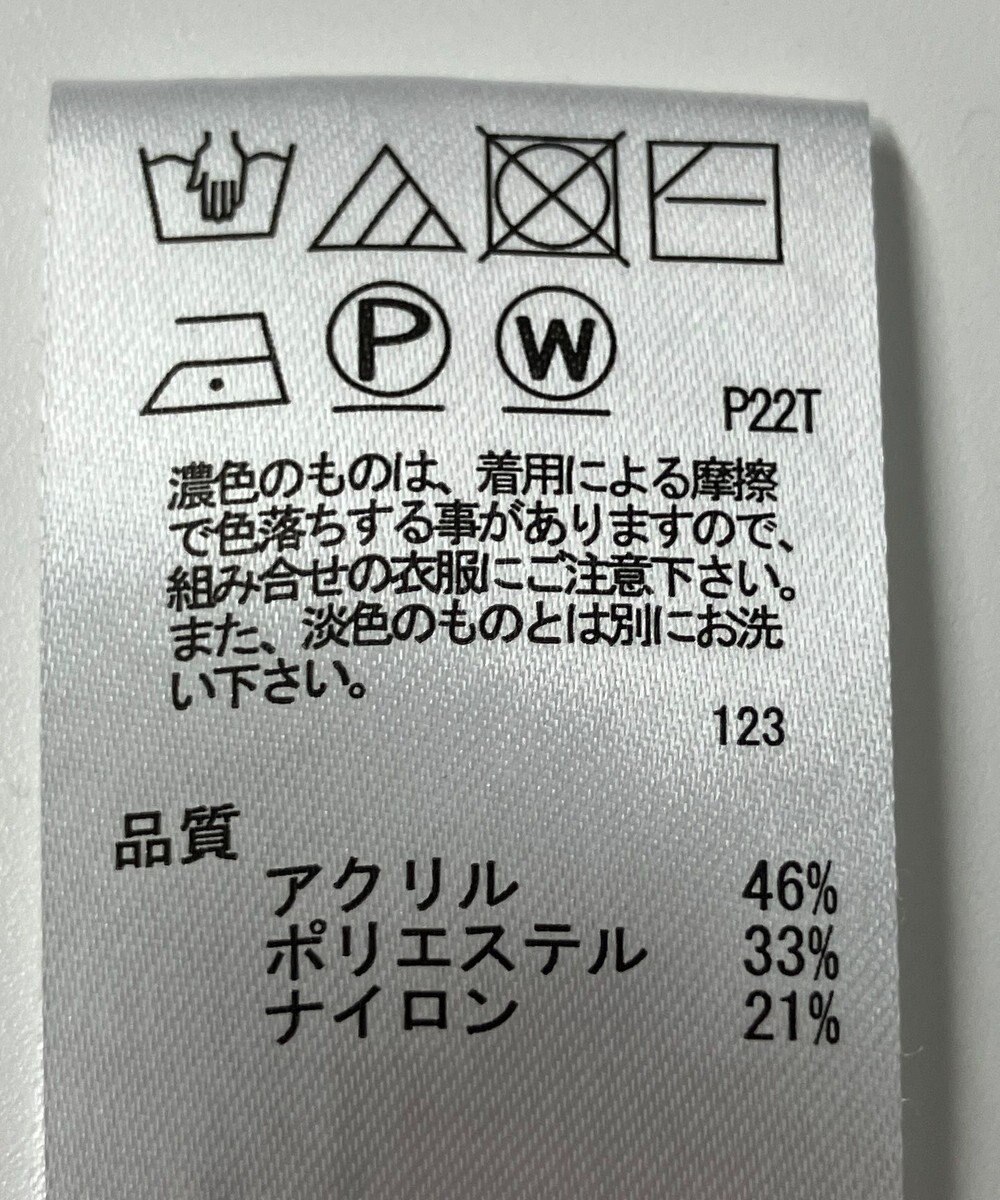 P W
P22T
濃色のものは、着用による摩擦
で色落ちする事がありますので、
組み合せの衣服にご注意下さい。
また、淡色のものとは別にお洗
い下さい。
123
品質
アクリル 46%
ポリエステル 33%
ナイロン 21%